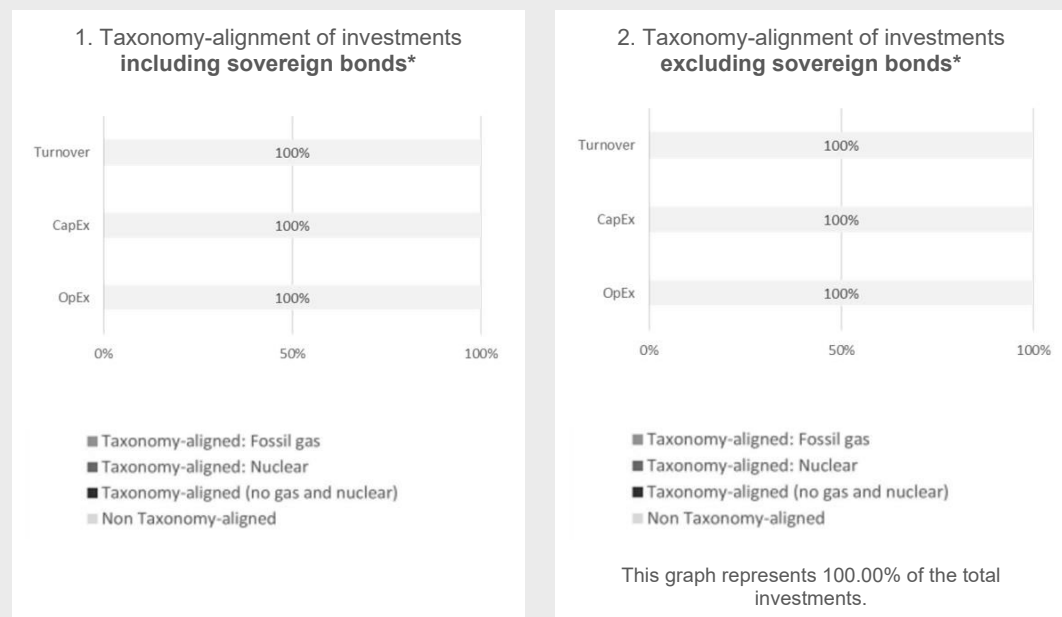 1. Taxonomy-alignment of investments
including sovereign bonds*
Turnover
100%
CapEx
100%
OpEx
100%
0%
50%
100%
Taxonomy-aligned: Fossil gas
Taxonomy-aligned: Nuclear
Taxonomy-aligned (no gas and nuclear)
Non Taxonomy-aligned
2. Taxonomy-alignment of investments
excluding sovereign bonds*
Turnover
100%
CapEx
100%
OpEx
100%
0%
50%
100%
Taxonomy-aligned: Fossil gas
Taxonomy-aligned: Nuclear
Taxonomy-aligned (no gas and nuclear)
Non Taxonomy-aligned
This graph represents 100.00% of the total
investments.